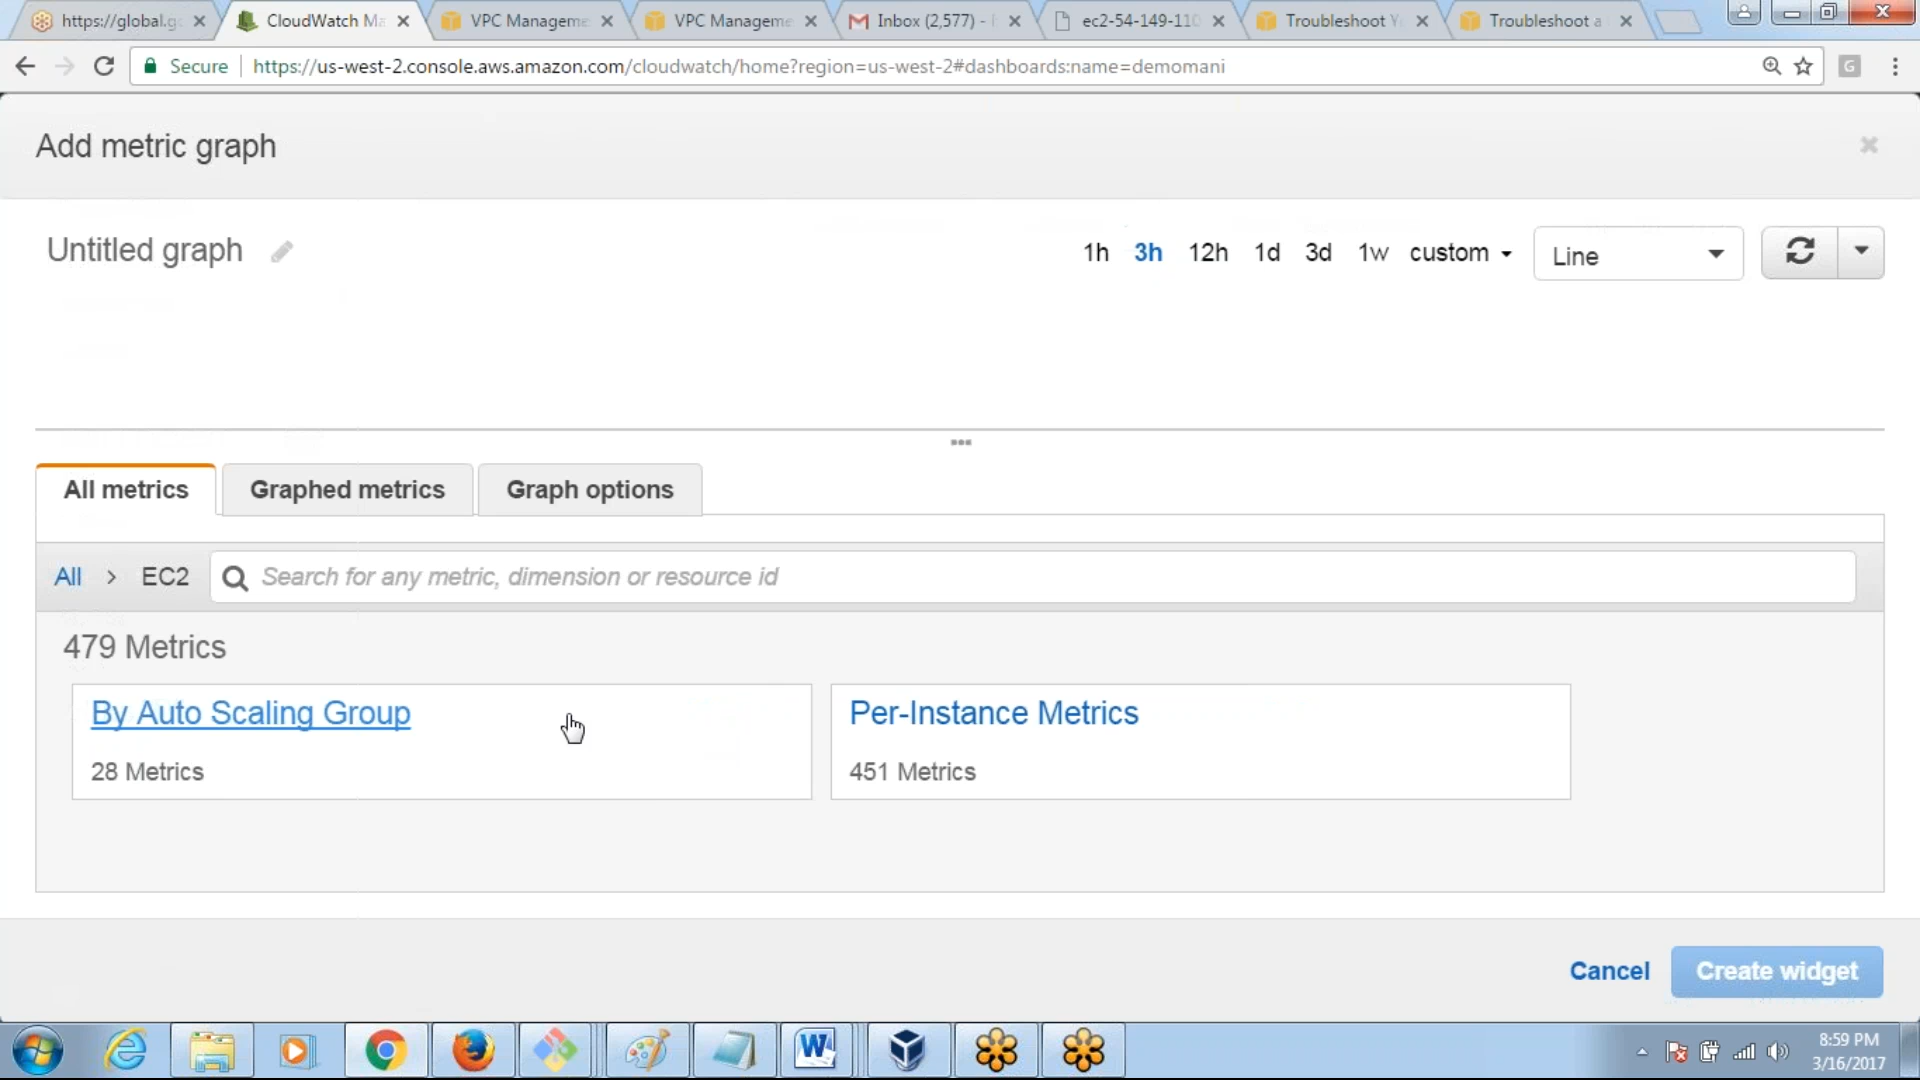 https://global.go
CloudWatch Ma
VPC Manageme
VPC Manageme
Inbox (2,577) -
ec2-54-149-110
Troubleshoot Y
Troubleshoot a
Secure
https://us-west-2.console.aws.amazon.com/cloudwatch/home?region=us-west-2#dashboards:name=demomani
Add metric graph
Untitled graph
1h 3h 12h 1d 3d 1w custom
Line
All metrics
Graphed metrics
Graph options
All > EC2
Search for any metric, dimension or resource id
479 Metrics
By Auto Scaling Group
28 Metrics
Per-Instance Metrics
451 Metrics
Cancel
Create widget
8:59 PM
3/16/2017